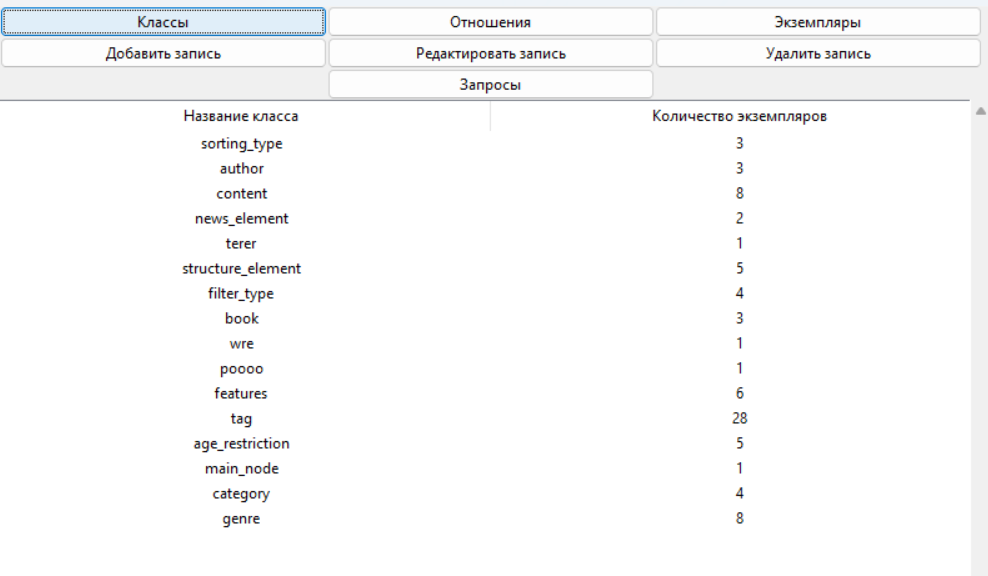 Классы Отношения Экземпляры
Добавить запись Редактировать запись Удалить запись
Запросы
Название класса Количество экземпляров
sorting_type 3
author 3
content 8
news_element 2
terer 1
structure_element 5
filter_type 4
book 3
wre 1
poooo 1
features 6
tag 28
age_restriction 5
main_node 1
category 4
genre 8